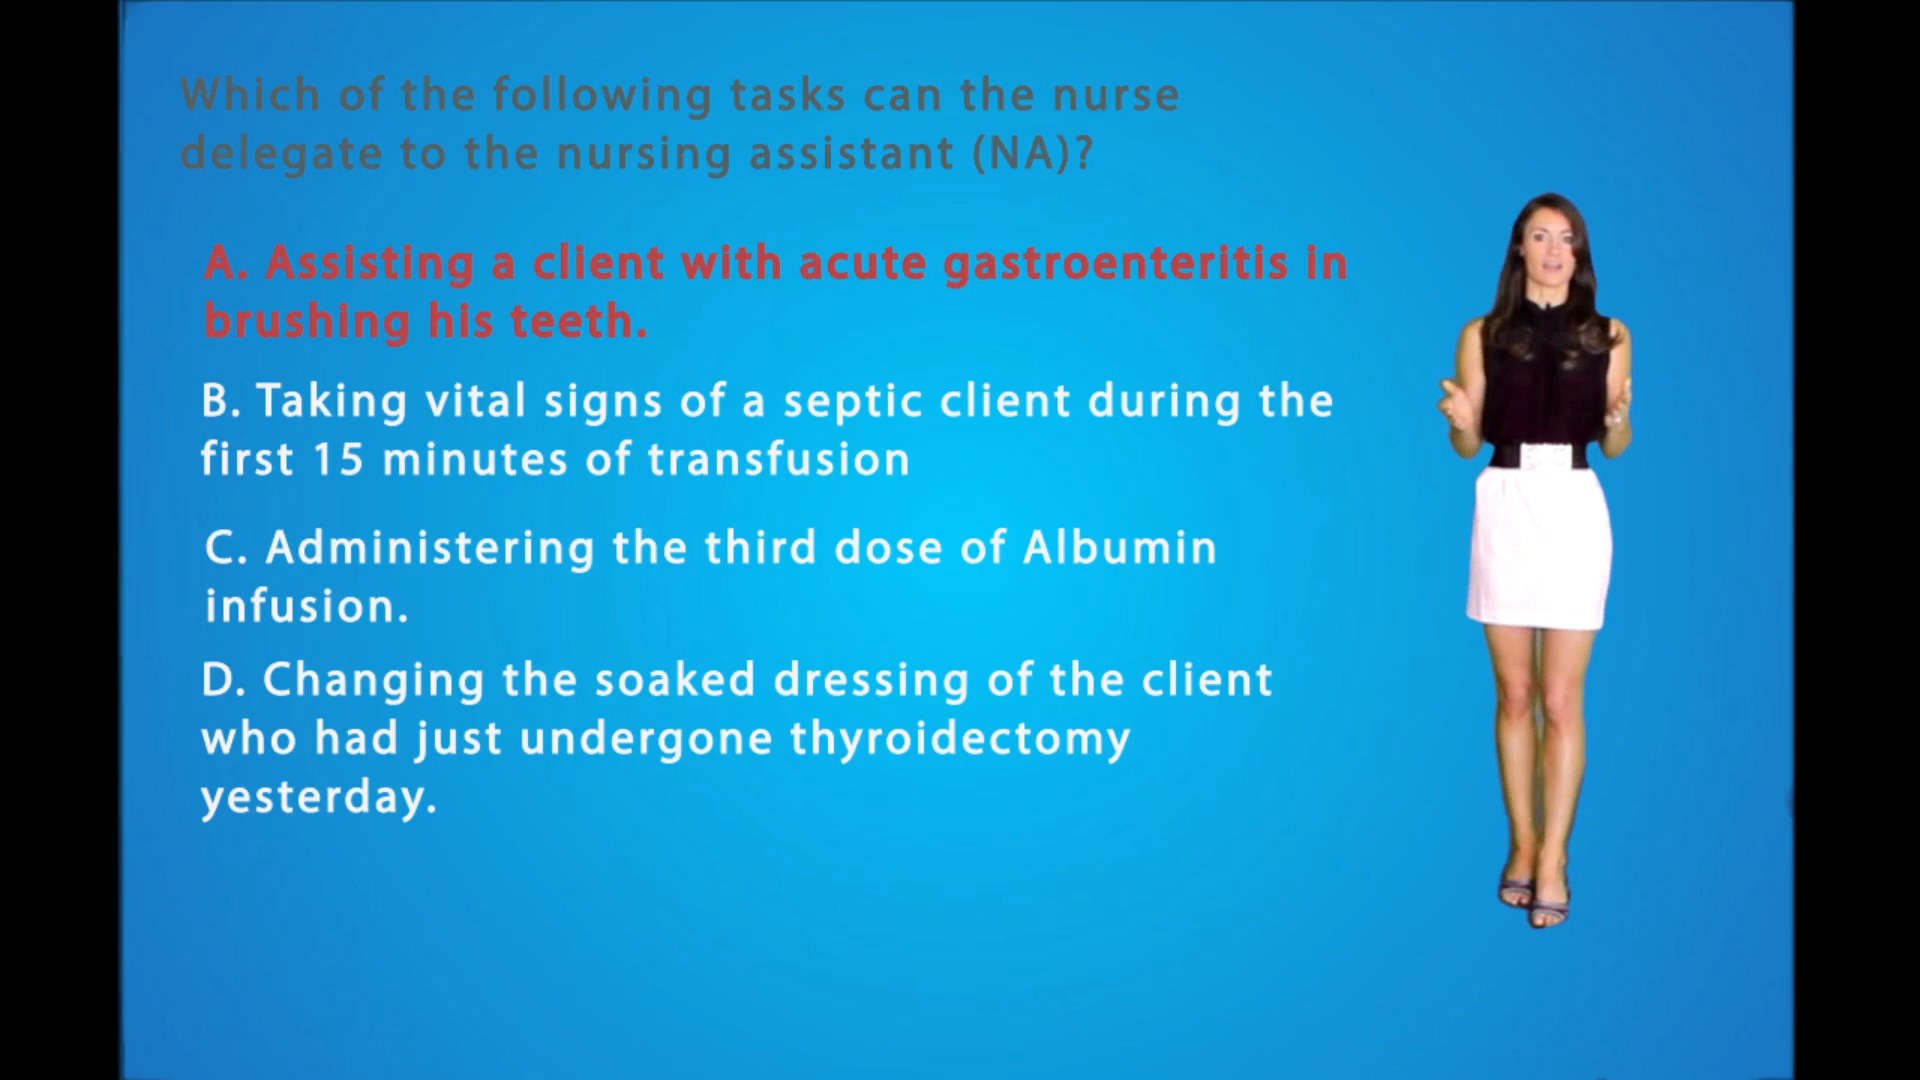 Which of the following tasks can the nurse
delegate to the nursing assistant (NA)?
A. Assisting a client with acute gastroenteritis in
brushing his teeth.
B. Taking vital signs of a septic client during the
first 15 minutes of transfusion
C. Administering the third dose of Albumin
infusion.
D. Changing the soaked dressing of the client
who had just undergone thyroidectomy
yesterday.